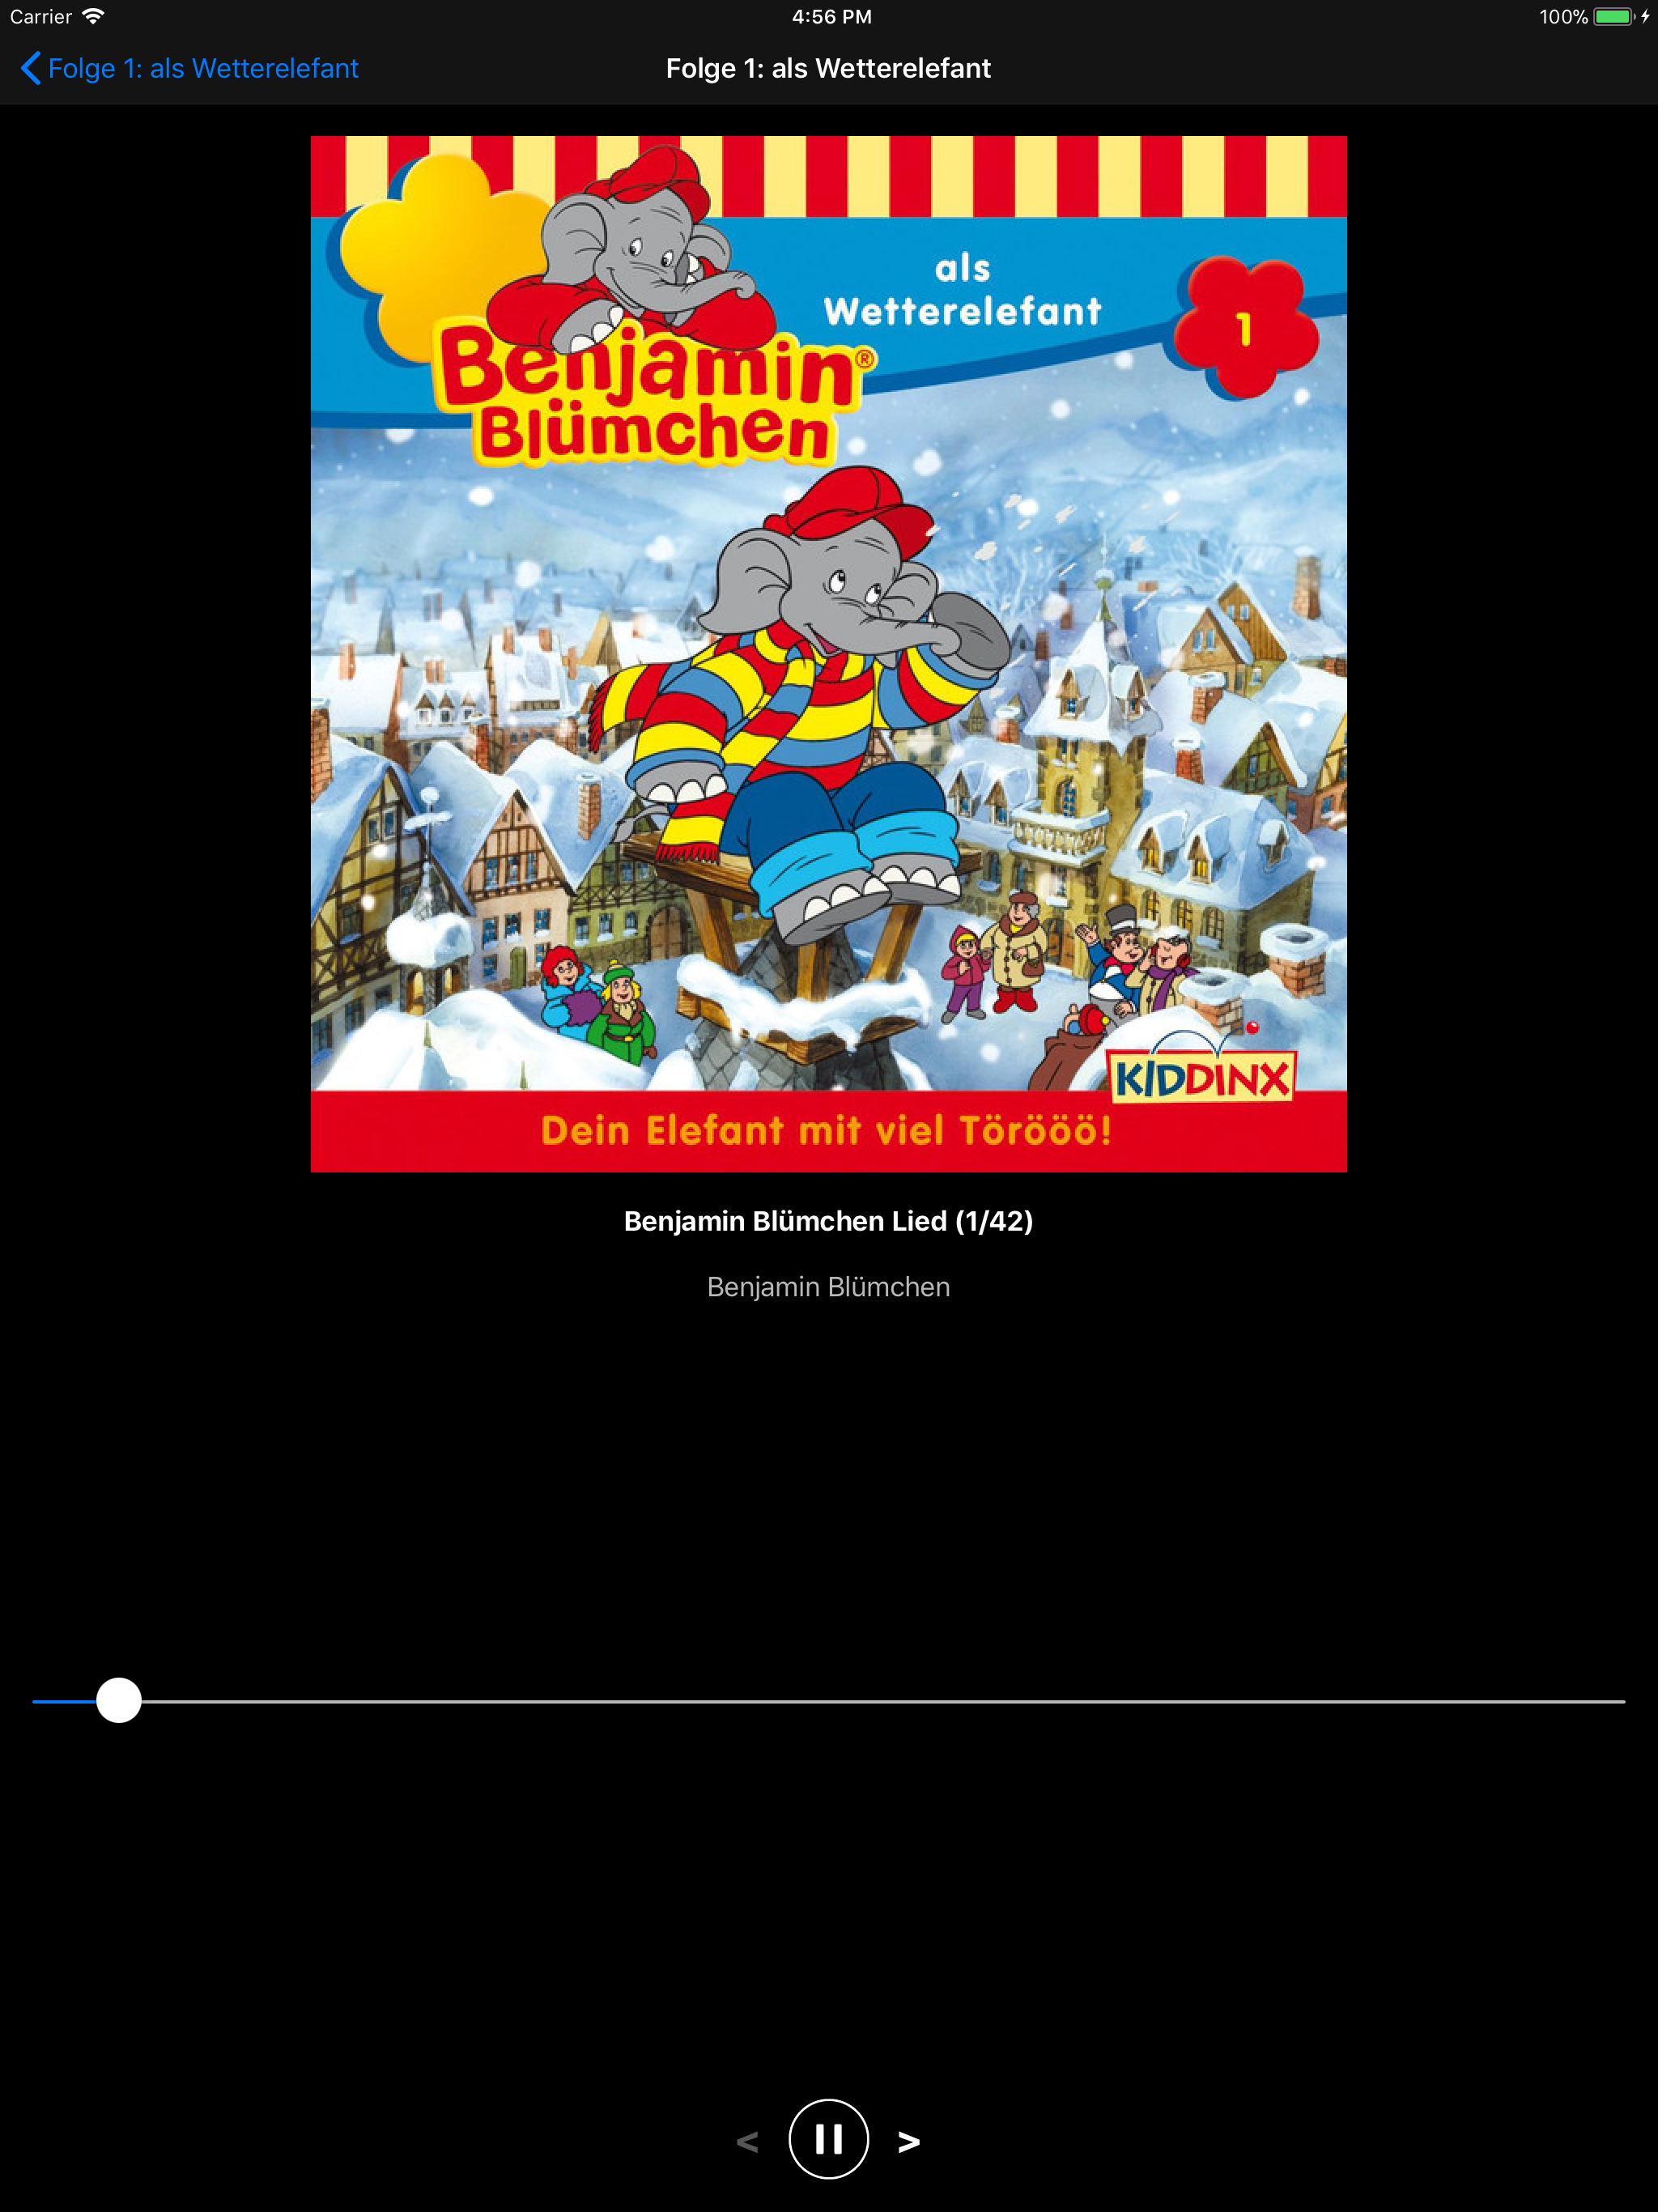 Carrier 4:56 PM 100%
Folge 1: als Wetterelefant Folge 1: als Wetterelefant
als
Wetterelefant
1
Benjamin®
Blümchen
KIDDINX
Dein Elefant mit viel Törööö!
Benjamin Blümchen Lied (1/42)
Benjamin Blümchen
< >